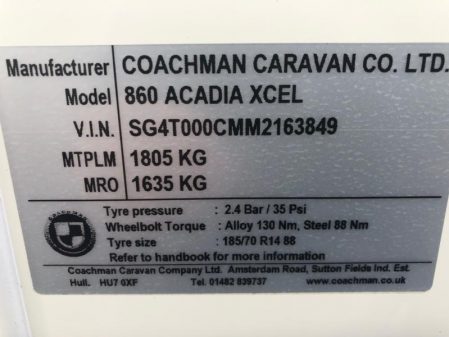 Manufacturer COACHMAN CARAVAN CO. LTD.
Model 860 ACADIA XCEL
V.I.N. SG4T000CMM2163849
MTPLM 1805 KG
MRO 1635 KG
COACHMAN
Tyre pressure : 2.4 Bar / 35 Psi
Wheelbolt Torque : Alloy 130 Nm, Steel 88 Nm
Tyre size : 185/70 R14 88
Refer to handbook for more information
Coachman Caravan Company Ltd. Amsterdam Road, Sutton Fields Ind. Est.
Hull. HU7 0XF Tel. 01482 839737 www.coachman.co.uk